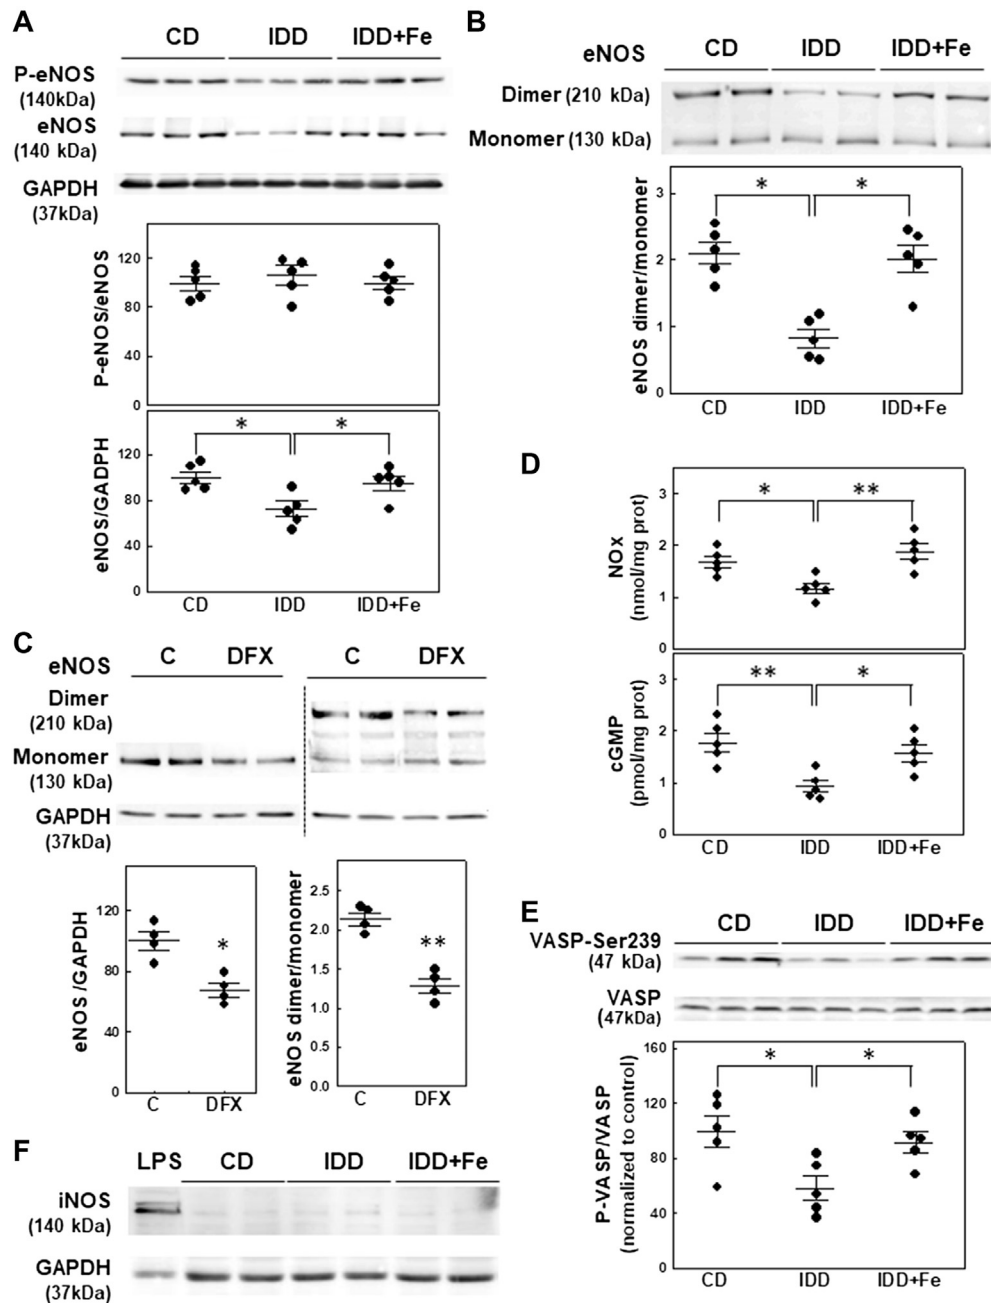 A
CD IDD IDD+Fe
P-eNOS
(140kDa)
eNOS
(140 kDa)
GAPDH
(37kDa)
P-eNOS/eNOS
120
80
40
0
* *
eNOS/GADPH
120
80
40
0
CD IDD IDD+Fe
B
eNOS CD IDD IDD+Fe
Dimer (210 kDa)
Monomer (130 kDa)
* *
eNOS dimer/monomer
3
2
1
0
CD IDD IDD+Fe
C
eNOS C DFX C DFX
Dimer
(210 kDa)
Monomer
(130 kDa)
GAPDH
(37kDa)
eNOS /GAPDH
120
80
40
0
*
C DFX
eNOS dimer/monomer
2.5
2.0
1.5
1.0
0.5
0.0
**
C DFX
D
* **
NOx
(nmol/mg prot)
3
2
1
0
** *
cGMP
(pmol/mg prot)
3
2
1
0
CD IDD IDD+Fe
E
CD IDD IDD+Fe
VASP-Ser239
(47 kDa)
VASP
(47kDa)
* *
P-VASP/VASP
(normalized to control)
160
120
80
40
0
CD IDD IDD+Fe
F
LPS CD IDD IDD+Fe
iNOS
(140 kDa)
GAPDH
(37kDa)